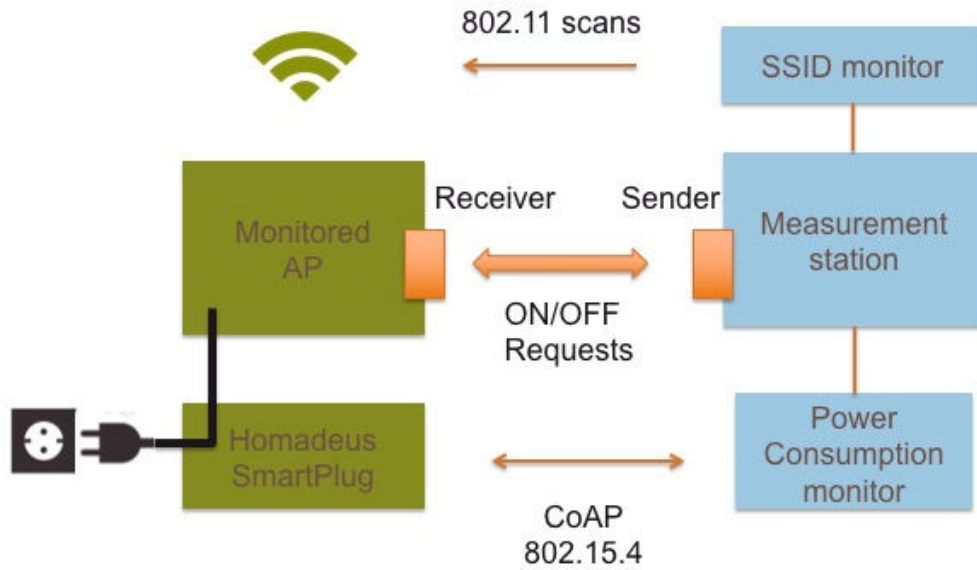 802.11 scans
SSID monitor
Receiver
Sender
Monitored
AP
Measurement
station
ON/OFF
Requests
Homadeus
SmartPlug
Power
Consumption
monitor
CoAP
802.15.4